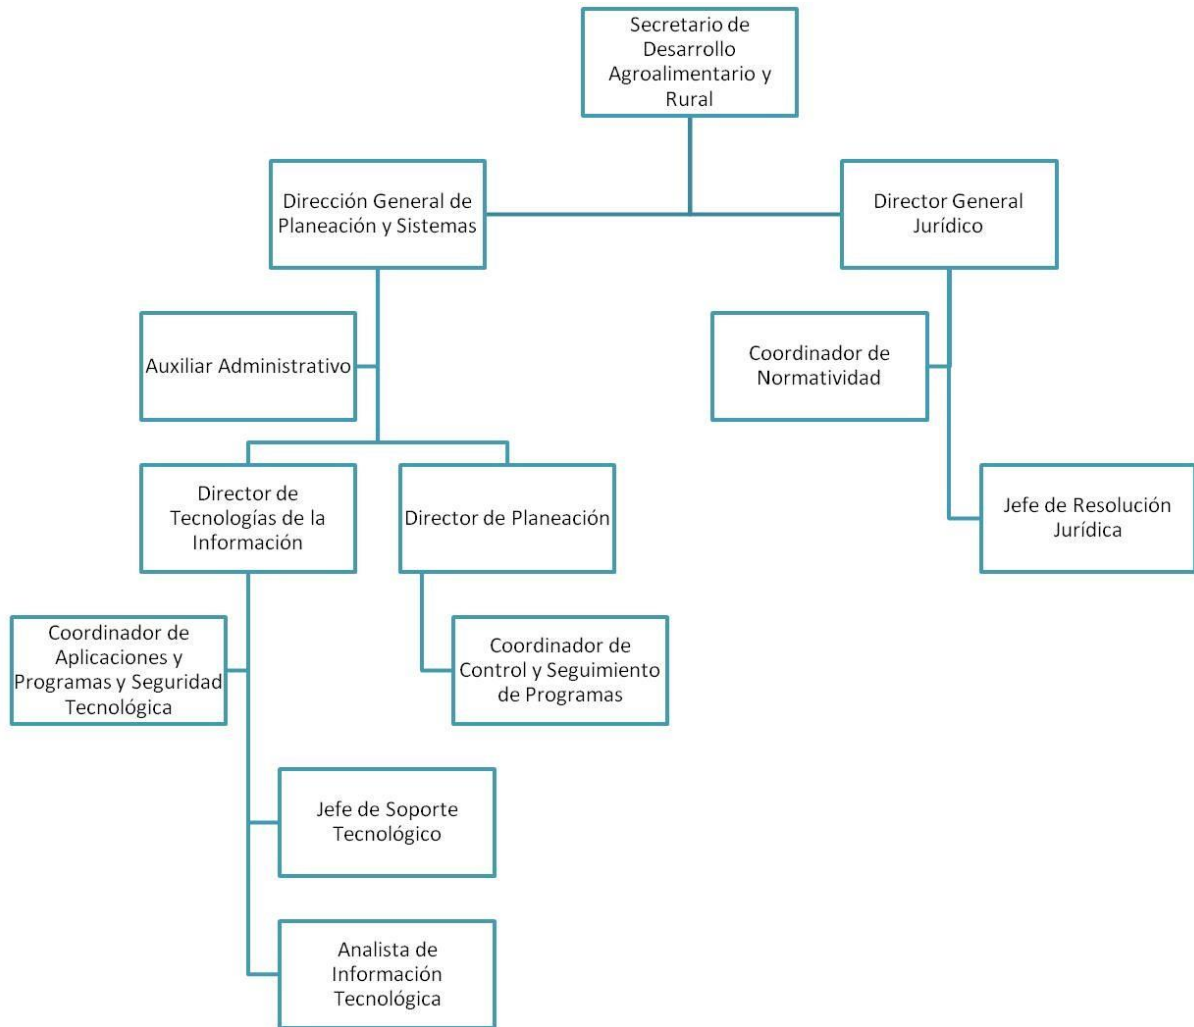 Secretario de
Desarrollo
Agroalimentario y
Rural
Dirección General de
Planeación y Sistemas
Director General
Jurídico
Auxiliar Administrativo
Coordinador de
Normatividad
Director de
Tecnologías de la
Información
Director de Planeación
Jefe de Resolución
Jurídica
Coordinador de
Aplicaciones y
Programas y Seguridad
Tecnológica
Coordinador de
Control y Seguimiento
de Programas
Jefe de Soporte
Tecnológico
Analista de
Información
Tecnológica